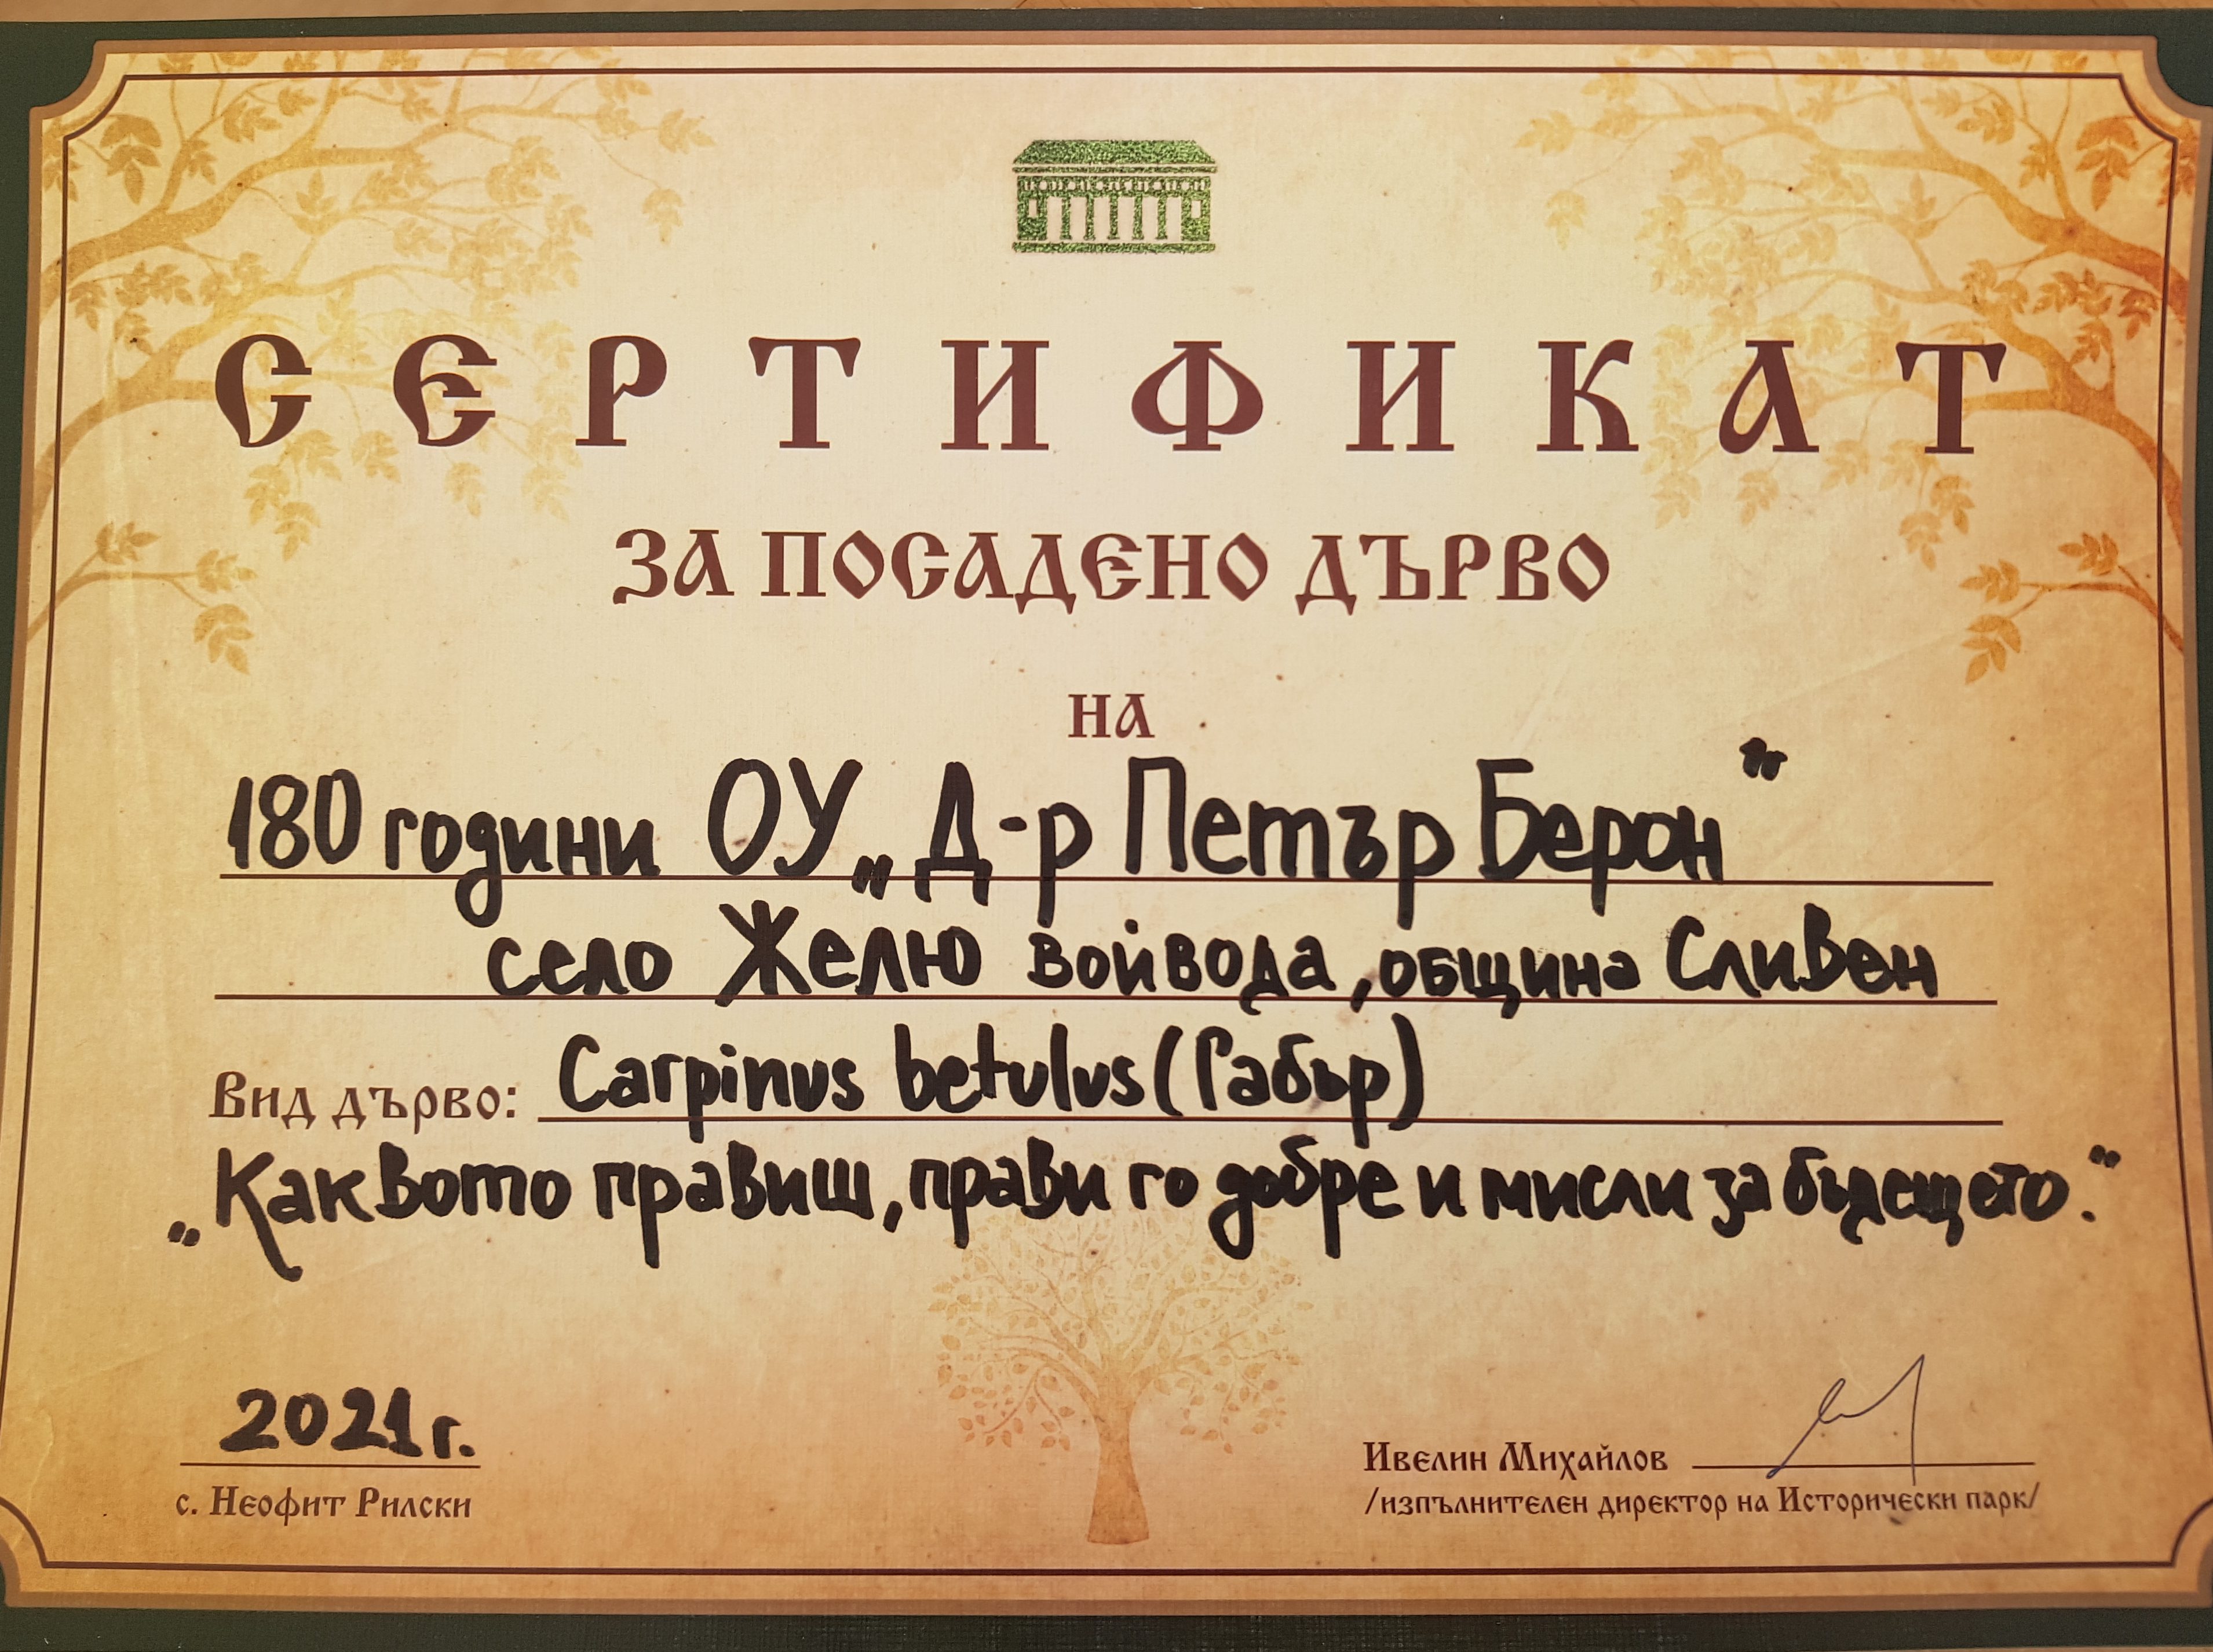 СЕРТИФИКАТ
ЗА ПОСАДЕНО ДЪРВО
НА
180 години ОУ „Д-р Петър Берон"
село Желю войвода, община Сливен
Вид дърво: Carpinus betulus (Габър)
„Каквото правиш, прави го добре и мисли за бъдещето."
2021 г.
с. Неофит Рилски
Ивелин Михайлов
/изпълнителен директор на Исторически парк/